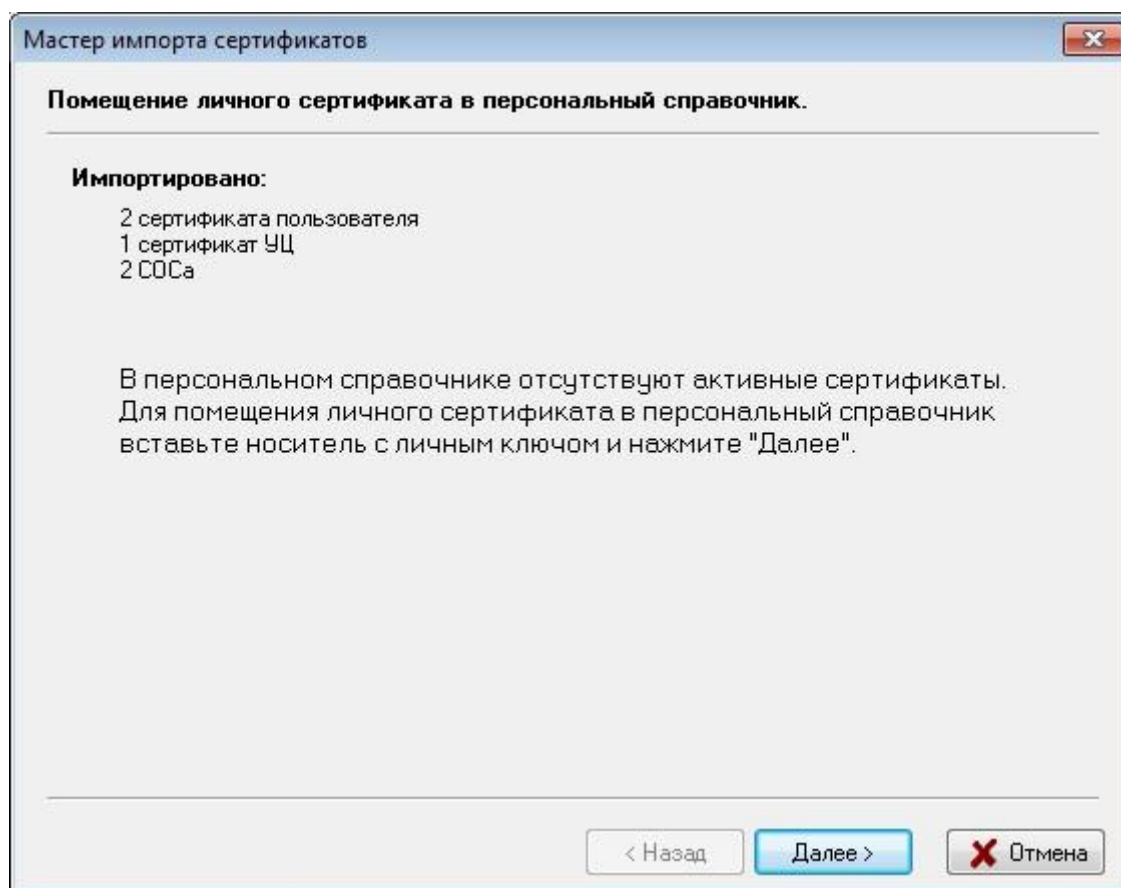 Мастер импорта сертификатов
Помещение личного сертификата в персональный справочник.
Импортировано:
2 сертификата пользователя
1 сертификат УЦ
2 СОСа
В персональном справочнике отсутствуют активные сертификаты.
Для помещения личного сертификата в персональный справочник
вставьте носитель с личным ключом и нажмите "Далее".
< Назад
Далее >
Отмена